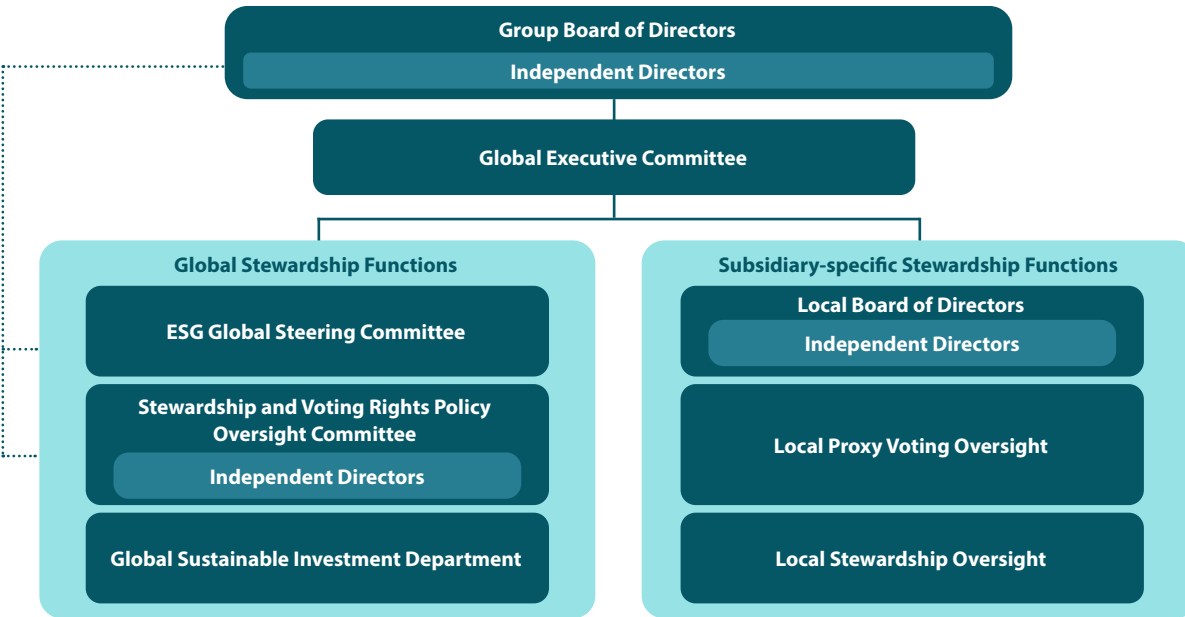 Group Board of Directors
Independent Directors
Global Executive Committee
Global Stewardship Functions
ESG Global Steering Committee
Stewardship and Voting Rights Policy
Oversight Committee
Independent Directors
Global Sustainable Investment Department
Subsidiary-specific Stewardship Functions
Local Board of Directors
Independent Directors
Local Proxy Voting Oversight
Local Stewardship Oversight